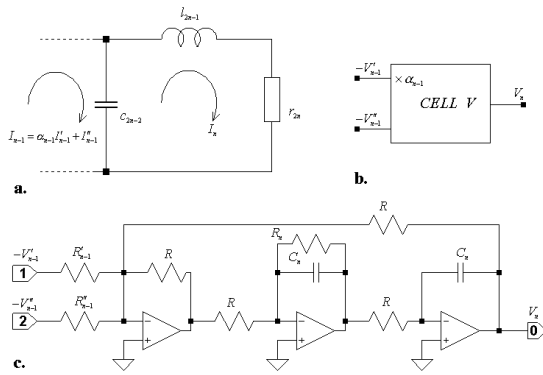 l₂ₙ₋₁
C₂ₙ₋₂
r₂ₙ
Iₙ
Iₙ₋₁ = αₙ₋₁I'ₙ₋₁ + I''ₙ₋₁
a.
-V'ₙ₋₁
× αₙ₋₁
CELL V
Vₙ
-V''ₙ₋₁
b.
R
-V'ₙ₋₁
1
R'ₙ₋₁
R
Rₙ
Cₙ
Cₙ
-V''ₙ₋₁
2
R''ₙ₋₁
R
R
Vₙ
0
c.